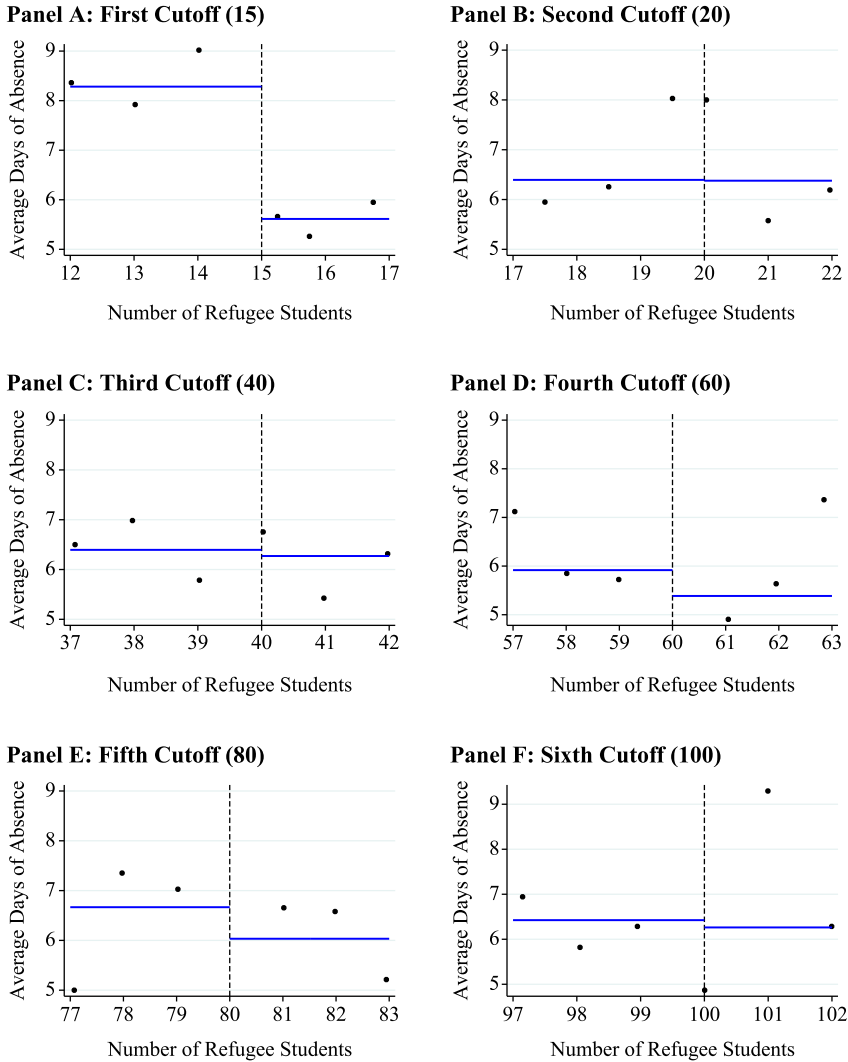 Panel A: First Cutoff (15)
Average Days of Absence
9
8
7
6
5
12 13 14 15 16 17
Number of Refugee Students
Panel B: Second Cutoff (20)
Average Days of Absence
9
8
7
6
5
17 18 19 20 21 22
Number of Refugee Students
Panel C: Third Cutoff (40)
Average Days of Absence
9
8
7
6
5
37 38 39 40 41 42
Number of Refugee Students
Panel D: Fourth Cutoff (60)
Average Days of Absence
9
8
7
6
5
57 58 59 60 61 62 63
Number of Refugee Students
Panel E: Fifth Cutoff (80)
Average Days of Absence
9
8
7
6
5
77 78 79 80 81 82 83
Number of Refugee Students
Panel F: Sixth Cutoff (100)
Average Days of Absence
9
8
7
6
5
97 98 99 100 101 102
Number of Refugee Students